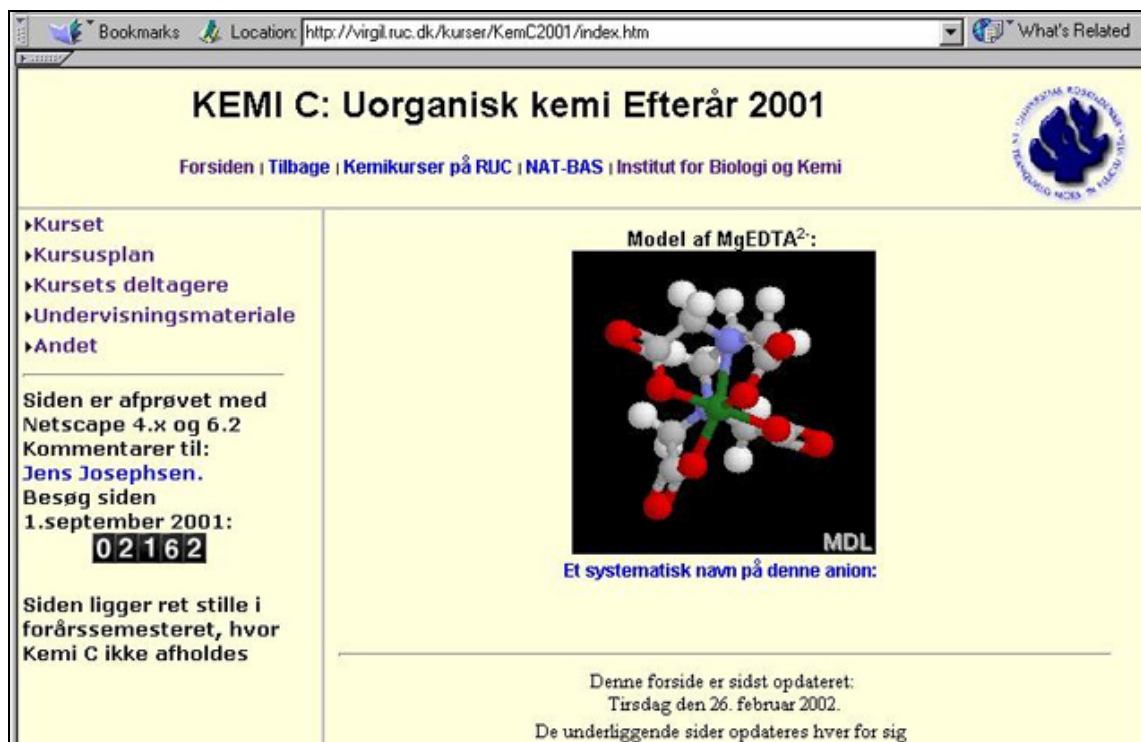 Bookmarks Location: http://virgil.ruc.dk/kurser/KemC2001/index.htm What's Related
KEMI C: Uorganisk kemi Efterår 2001
Forsiden | Tilbage | Kemikurser på RUC | NAT-BAS | Institut for Biologi og Kemi
Kurset
Kursusplan
Kursets deltagere
Undervisningsmateriale
Andet
Siden er afprøvet med
Netscape 4.x og 6.2
Kommentarer til:
Jens Josephsen.
Besøg siden
1.september 2001:
02162
Siden ligger ret stille i
forårssemesteret, hvor
Kemi C ikke afholdes
Model af MgEDTA²⁻:
MDL
Et systematisk navn på denne anion:
Denne forside er sidst opdateret:
Tirsdag den 26. februar 2002.
De underliggende sider opdateres hver for sig